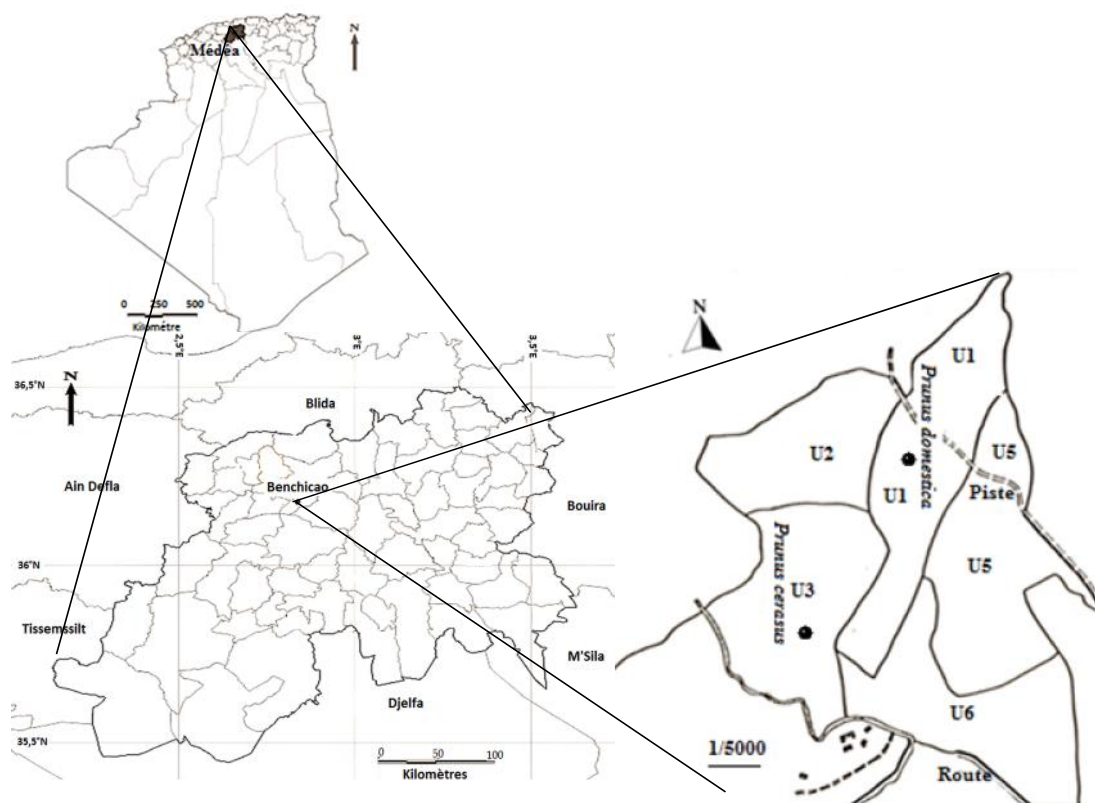 Médéa
Z
0 250 500
Kilomètre
2,5°E
3°E
3,5°E
36,5°N
Z
Blida
Ain Defla
Benchicao
Bouira
36°N
Tissemssilt
M'Sila
Djelfa
35,5°N
0 50 100
Kilomètres
N
U1
Prunus domestica
U2
U5
U1
Piste
U5
Prunus cerasus
U3
U6
1/5000
Route